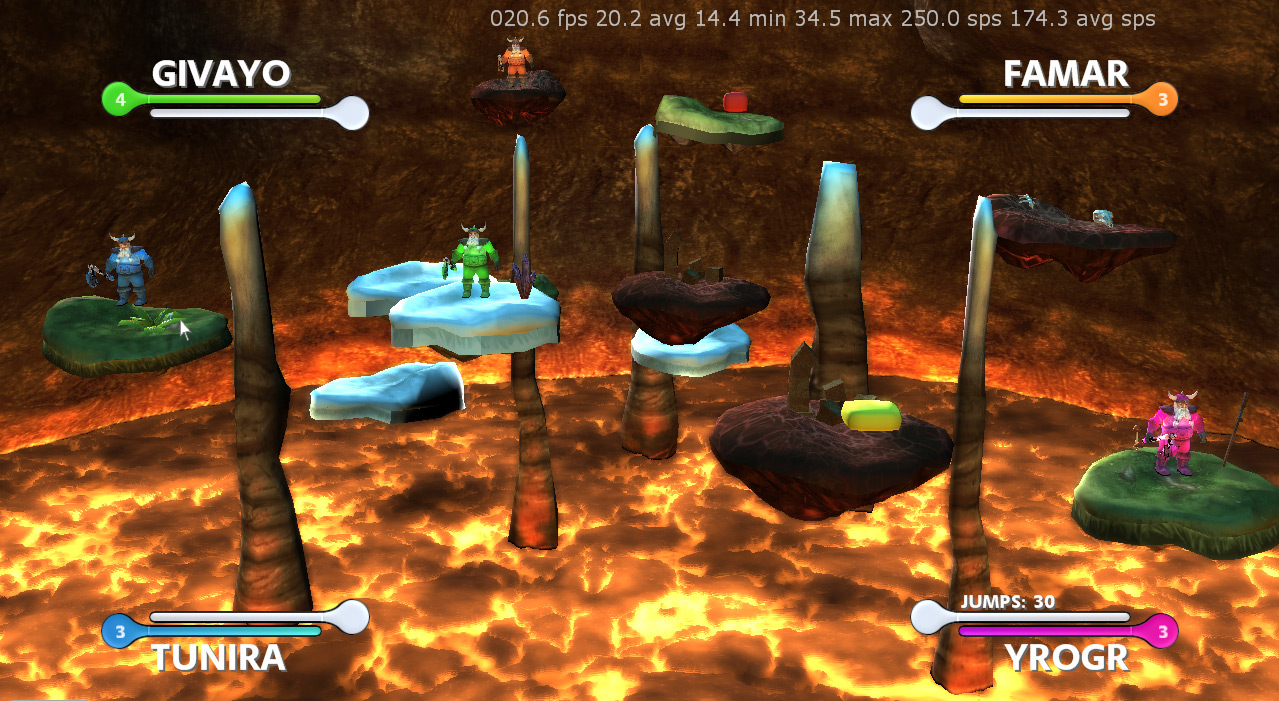 020.6 fps 20.2 avg 14.4 min 34.5 max 250.0 sps 174.3 avg sps
GIVAYO
4
FAMAR
3
3
TUNIRA
JUMPS: 30
3
YROGR